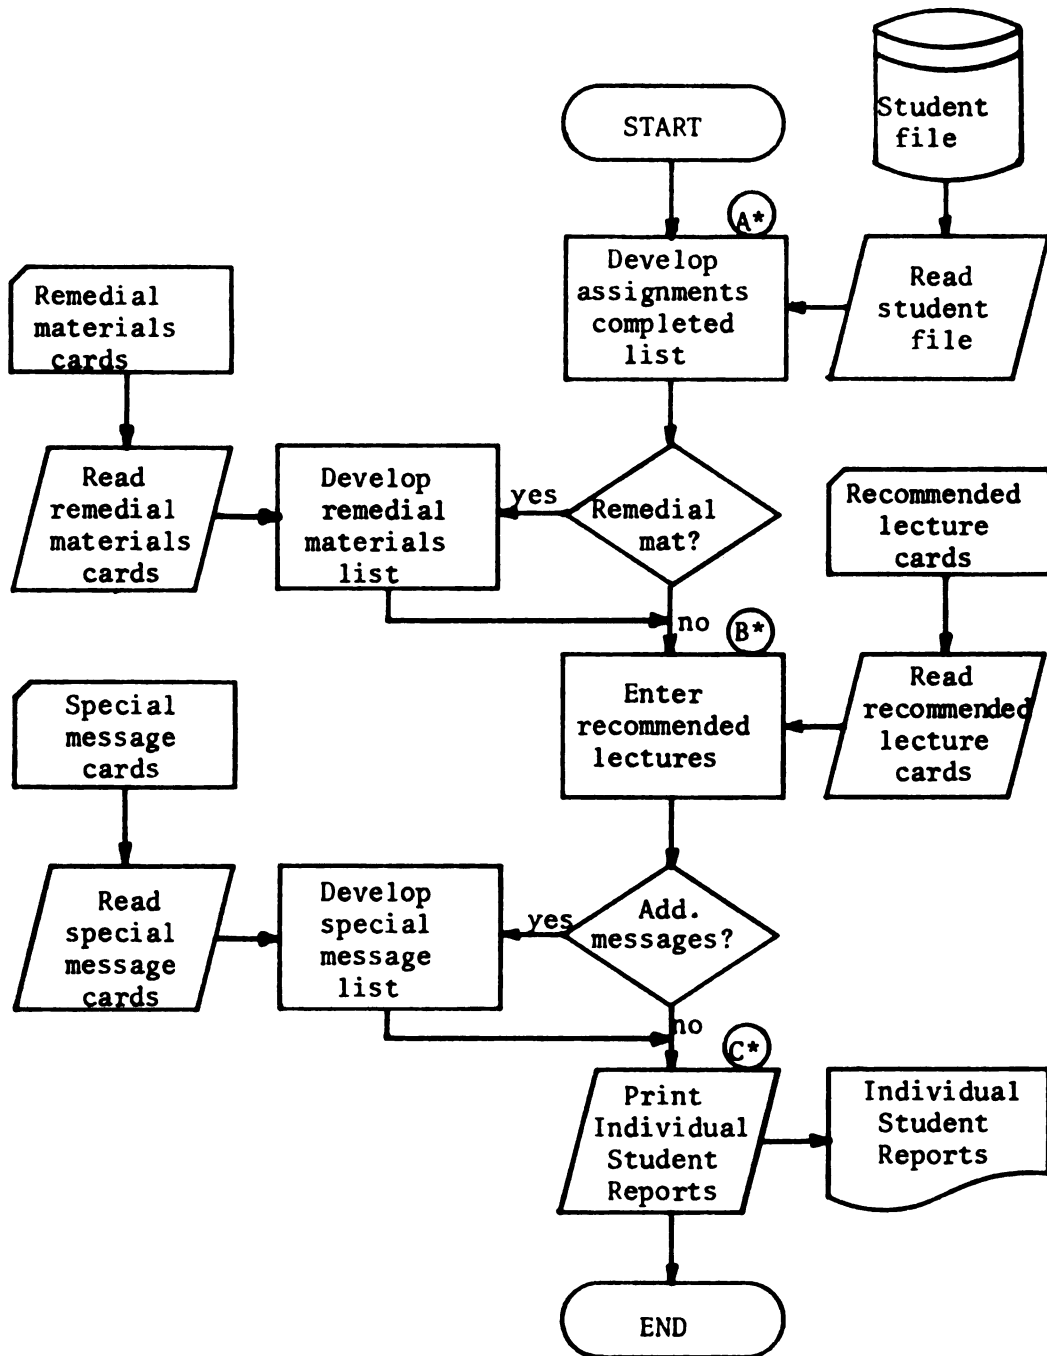 START
Student
file
A*
Develop
assignments
completed
list
Read
student
file
Remedial
materials
cards
Read
remedial
materials
cards
Develop
remedial
materials
list
yes
Remedial
mat?
no
Recommended
lecture
cards
B*
Enter
recommended
lectures
Read
recommended
lecture
cards
Special
message
cards
Read
special
message
cards
Develop
special
message
list
yes
Add.
messages?
no
C*
Print
Individual
Student
Reports
Individual
Student
Reports
END